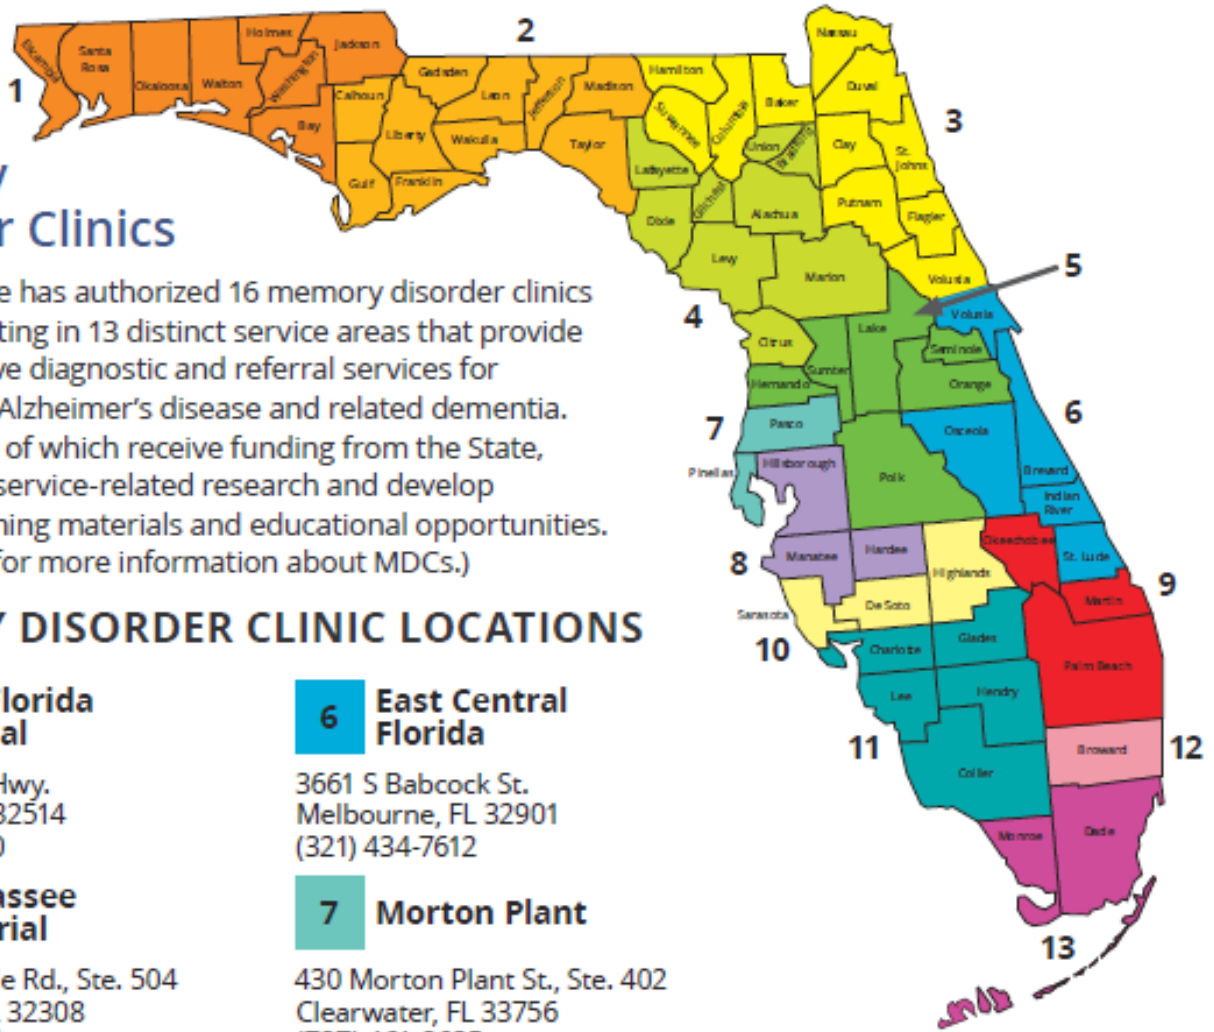 y
r Clinics
e has authorized 16 memory disorder clinics
ting in 13 distinct service areas that provide
ve diagnostic and referral services for
Alzheimer's disease and related dementia.
of which receive funding from the State,
service-related research and develop
ning materials and educational opportunities.
for more information about MDCs.)
Y DISORDER CLINIC LOCATIONS
lorida
al
Hwy.
32514
0
assee
rial
e Rd., Ste. 504
32308
6 East Central
Florida
3661 S Babcock St.
Melbourne, FL 32901
(321) 434-7612
7 Morton Plant
430 Morton Plant St., Ste. 402
Clearwater, FL 33756
1
2
3
4
5
6
7
8
9
10
11
12
13
Escambia
Santa
Rosa
Okaloosa
Walton
Holmes
Washington
Jackson
Bay
Calhoun
Gulf
Liberty
Gadsden
Franklin
Leon
Wakulla
Jefferson
Madison
Taylor
Hamilton
Suwannee
Columbia
Baker
Nassau
Duval
Clay
St.
Johns
Putnam
Flagler
Volusia
Lafayette
Union
Dixie
Gilchrist
Alachua
Levy
Marion
Citrus
Lake
Sumter
Hernando
Seminole
Orange
Polk
Volusia
Osceola
Brevard
Indian
River
St. Lucie
Pasco
Pinellas
Hillsborough
Manatee
Hardee
Highlands
De Soto
Sarasota
Okeechobee
Martin
Palm Beach
Charlotte
Glades
Lee
Hendry
Collier
Broward
Monroe
Dade